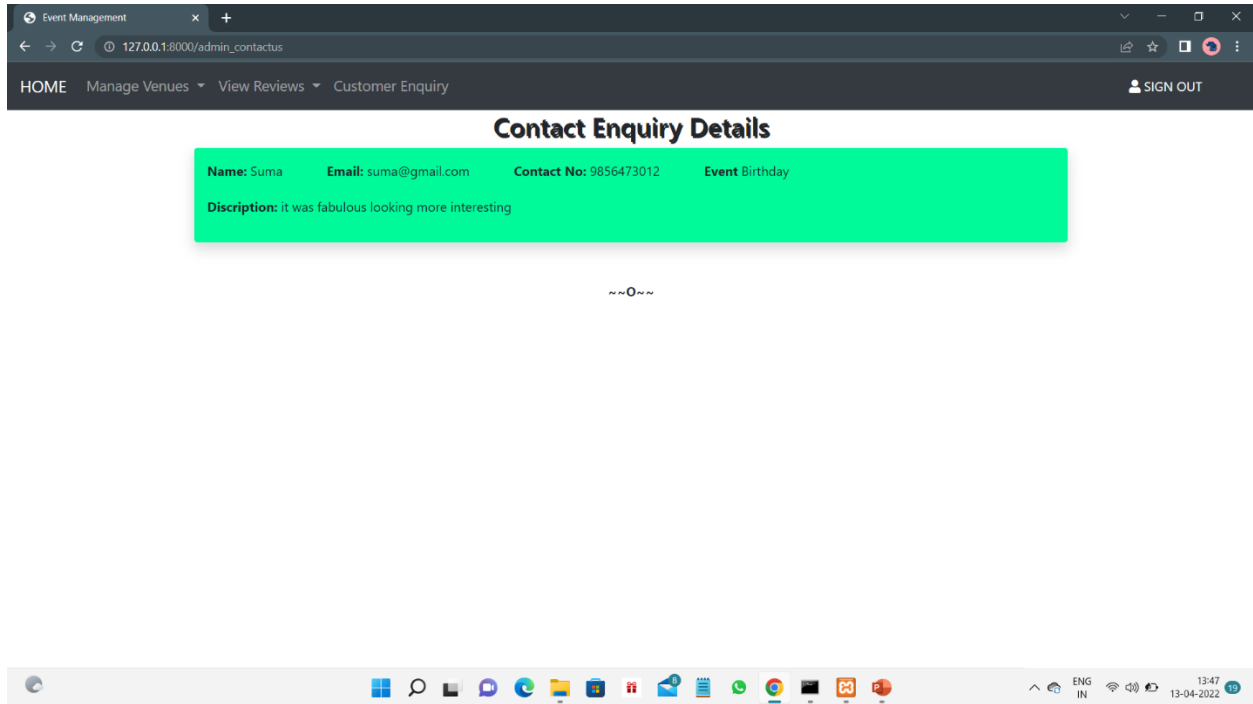 Event Management
127.0.0.1:8000/admin_contactus
HOME Manage Venues View Reviews Customer Enquiry SIGN OUT
Contact Enquiry Details
Name: Suma Email: suma@gmail.com Contact No: 9856473012 Event Birthday
Discription: it was fabulous looking more interesting
~~O~~
8
ENG 13:47
IN 13-04-2022 19